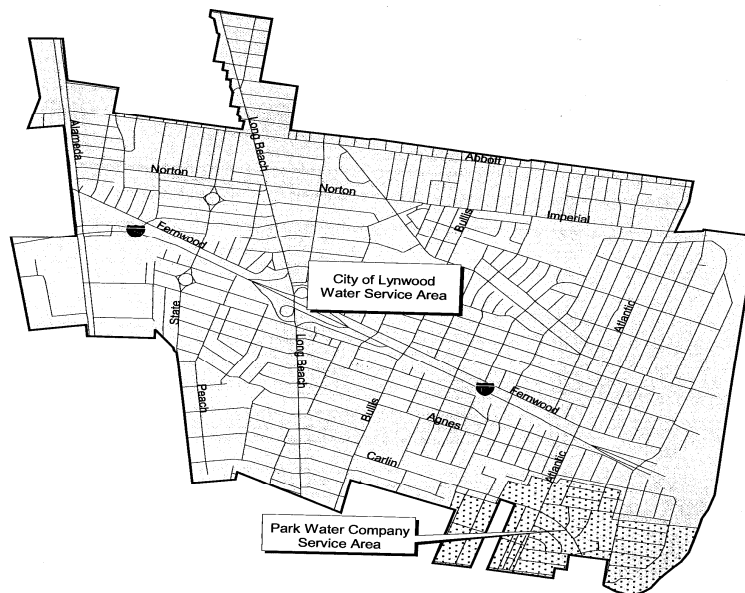 Alameda
Long Beach
Abbott
Norton
Norton
Bullis
Imperial
Fernwood
City of Lynwood
Water Service Area
State
Atlantic
Long Beach
Peach
Bullis
Fernwood
Agnes
Carlin
Atlantic
Park Water Company
Service Area